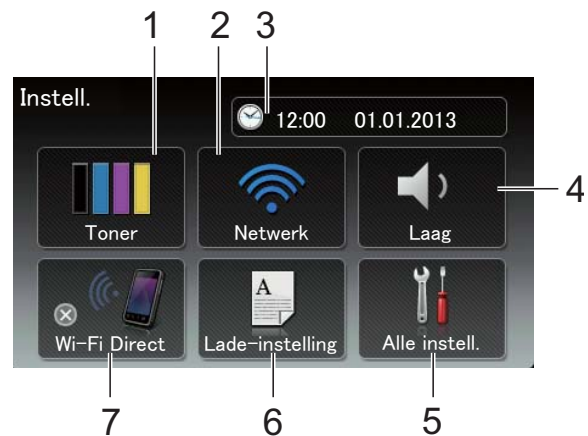 1 2 3
Instell.
12:00 01.01.2013
4
Toner Netwerk Laag
A
Wi-Fi Direct Lade-instelling Alle instell.
7 6 5